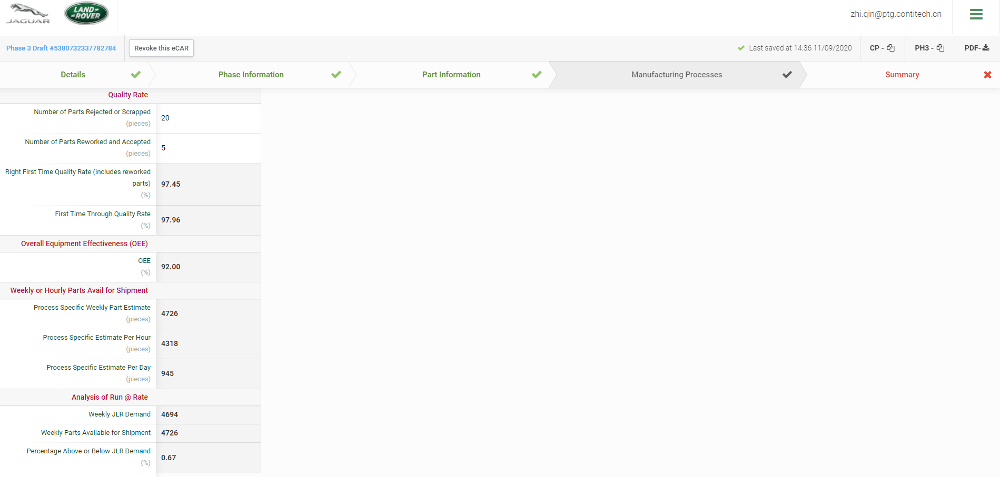 JAGUAR
LAND-
-ROVER
zhi.qin@ptg.contitech.cn
Phase 3 Draft #5380732337782784
Revoke this eCAR
Last saved at 14:36 11/09/2020
CP -
PH3 -
PDF-
Details
Phase Information
Part Information
Manufacturing Processes
Summary
Quality Rate
Number of Parts Rejected or Scrapped
(pieces)
20
Number of Parts Reworked and Accepted
(pieces)
5
Right First Time Quality Rate (includes reworked
parts)
(%)
97.45
First Time Through Quality Rate
(%)
97.96
Overall Equipment Effectiveness (OEE)
OEE
(%)
92.00
Weekly or Hourly Parts Avail for Shipment
Process Specific Weekly Part Estimate
(pieces)
4726
Process Specific Estimate Per Hour
(pieces)
4318
Process Specific Estimate Per Day
(pieces)
945
Analysis of Run @ Rate
Weekly JLR Demand
4694
Weekly Parts Available for Shipment
4726
Percentage Above or Below JLR Demand
(%)
0.67